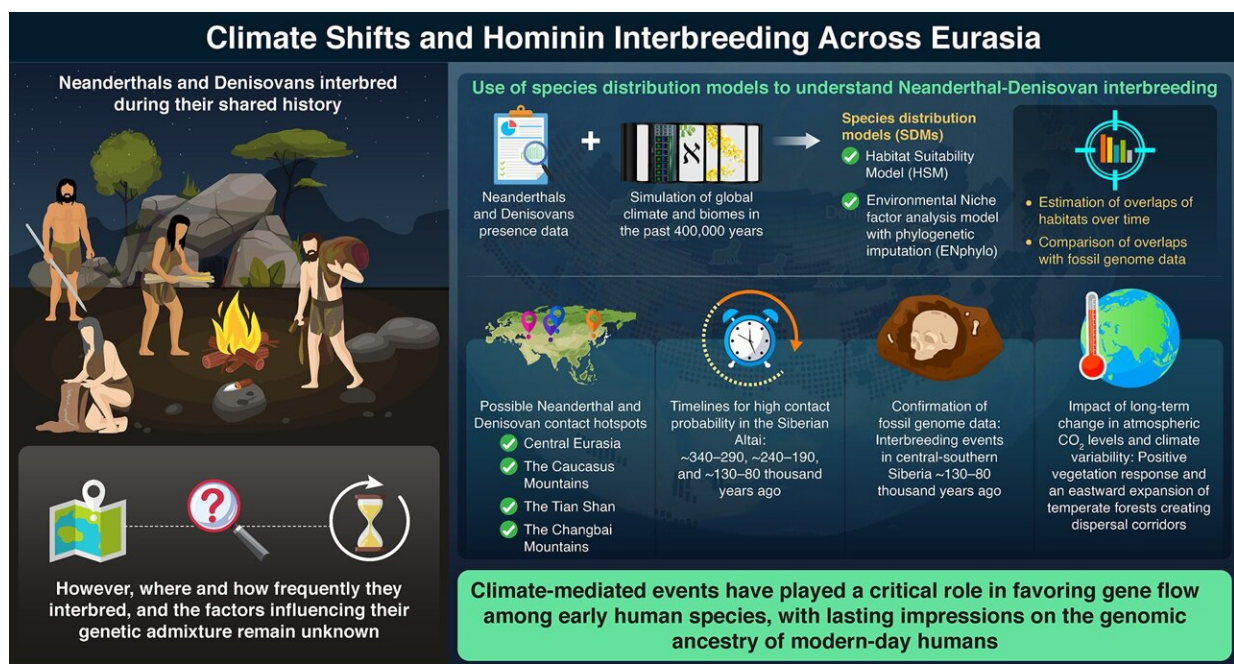 Climate Shifts and Hominin Interbreeding Across Eurasia
Neanderthals and Denisovans interbred
during their shared history
However, where and how frequently they
interbred, and the factors influencing their
genetic admixture remain unknown
Use of species distribution models to understand Neanderthal-Denisovan interbreeding
Neanderthals
and Denisovans
presence data
+
Simulation of global
climate and biomes in
the past 400,000 years
Species distribution
models (SDMs)
Habitat Suitability
Model (HSM)
Environmental Niche
factor analysis model
with phylogenetic
imputation (ENphylo)
• Estimation of overlaps of
habitats over time
• Comparison of overlaps
with fossil genome data
Possible Neanderthal and
Denisovan contact hotspots
Central Eurasia
The Caucasus
Mountains
The Tian Shan
The Changbai
Mountains
Timelines for high contact
probability in the Siberian
Altai:
~340–290, ~240–190,
and ~130–80 thousand
years ago
Confirmation of
fossil genome data:
Interbreeding events
in central-southern
Siberia ~130–80
thousand years ago
Impact of long-term
change in atmospheric
CO₂ levels and climate
variability: Positive
vegetation response and
an eastward expansion of
temperate forests creating
dispersal corridors
Climate-mediated events have played a critical role in favoring gene flow
among early human species, with lasting impressions on the genomic
ancestry of modern-day humans